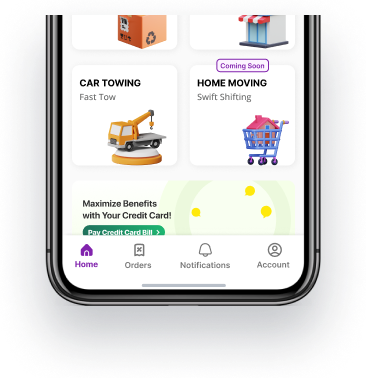 Coming Soon
CAR TOWING
Fast Tow
HOME MOVING
Swift Shifting
Maximize Benefits
with Your Credit Card!
Pay Credit Card Bill >
Home
Orders
Notifications
Account